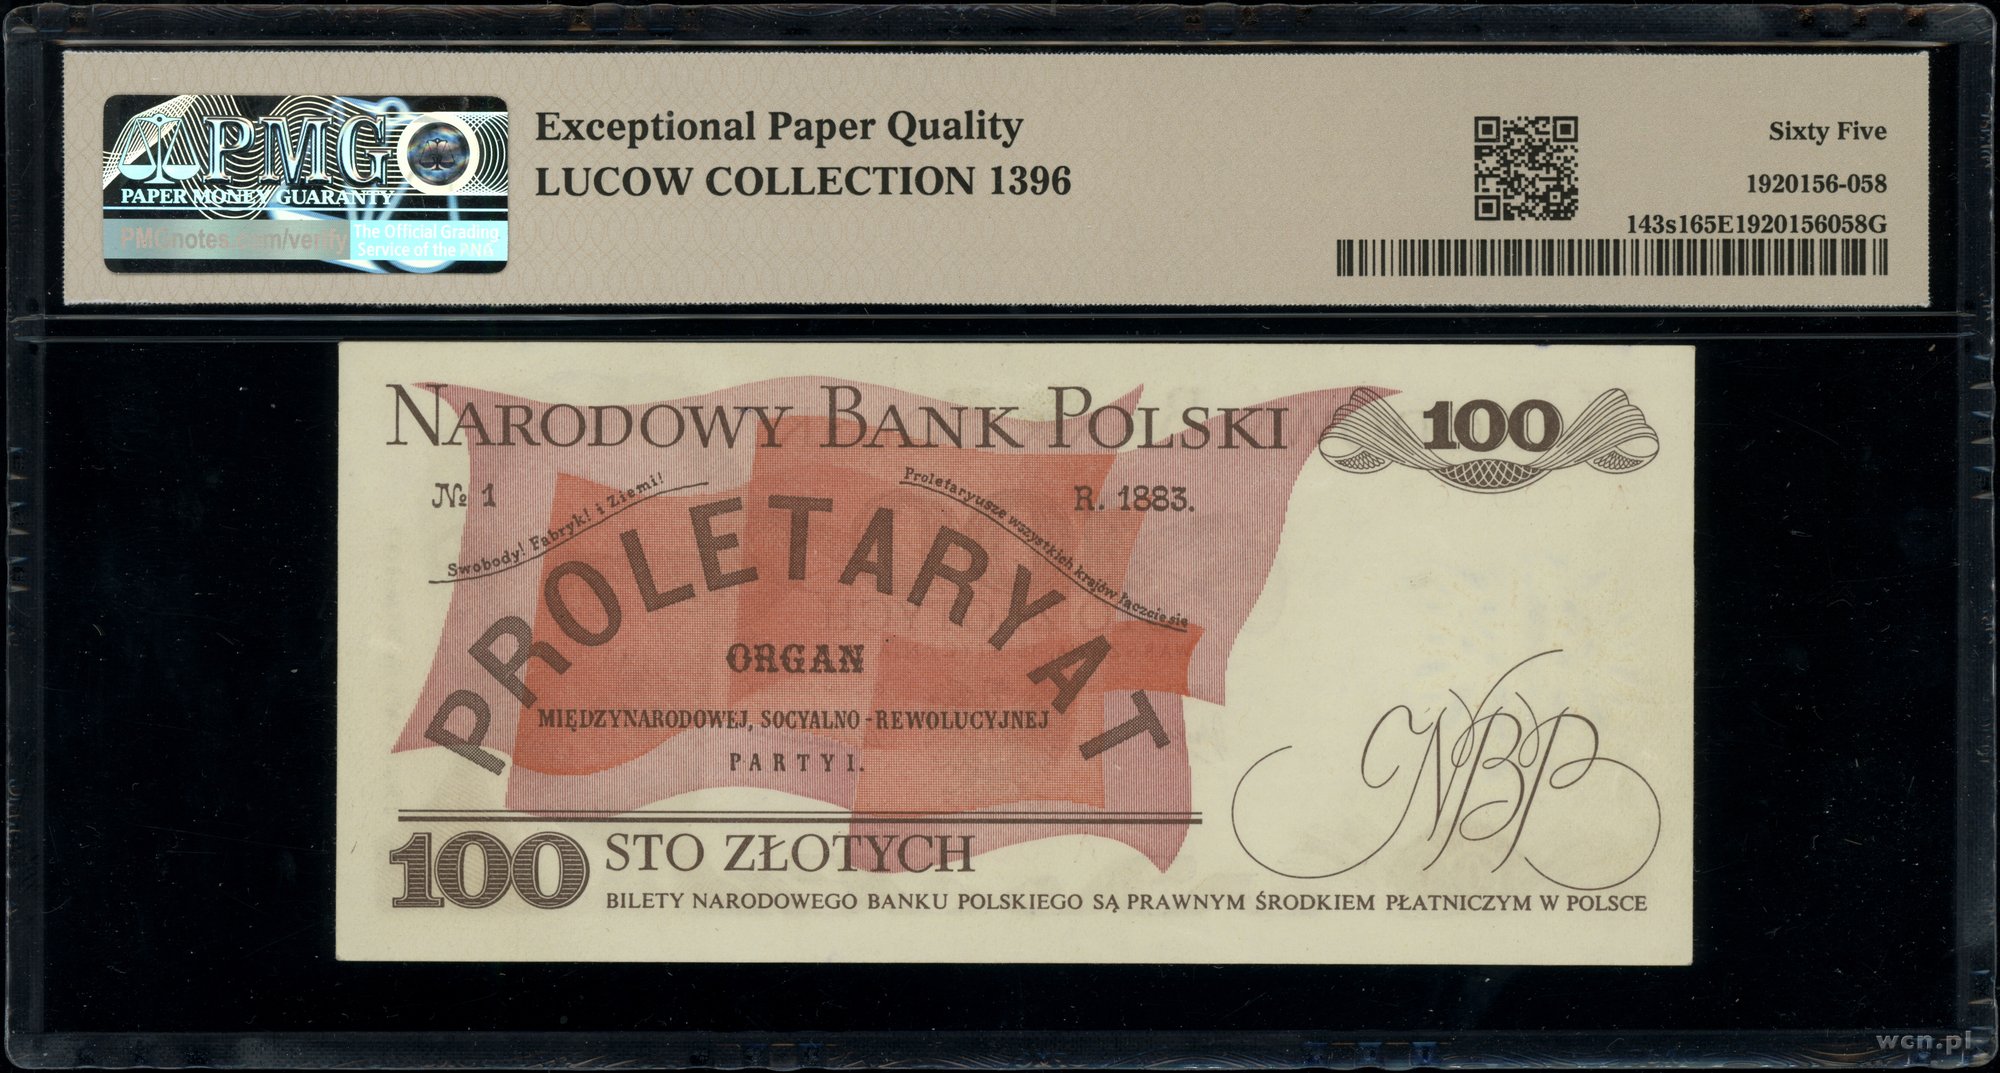 PMG
PAPER MONEY GUARANTY
PMGnotes.com/verify
The Official Grading
Service of the ANA
Exceptional Paper Quality
LUCOW COLLECTION 1396
Sixty Five
1920156-058
143s165E1920156058G
NARODOWY BANK POLSKI
100
№ 1
R. 1883.
Swobody! Fabryk! i Ziemi!
Proletaryusze wszystkich krajów łączcie się
PROLETARYAT
ORGAN
MIĘDZYNARODOWEJ, SOCYALNO-REWOLUCYJNEJ
PARTYI.
NBP
100 STO ZŁOTYCH
BILETY NARODOWEGO BANKU POLSKIEGO SĄ PRAWNYM ŚRODKIEM PŁATNICZYM W POLSCE
wcn.pl